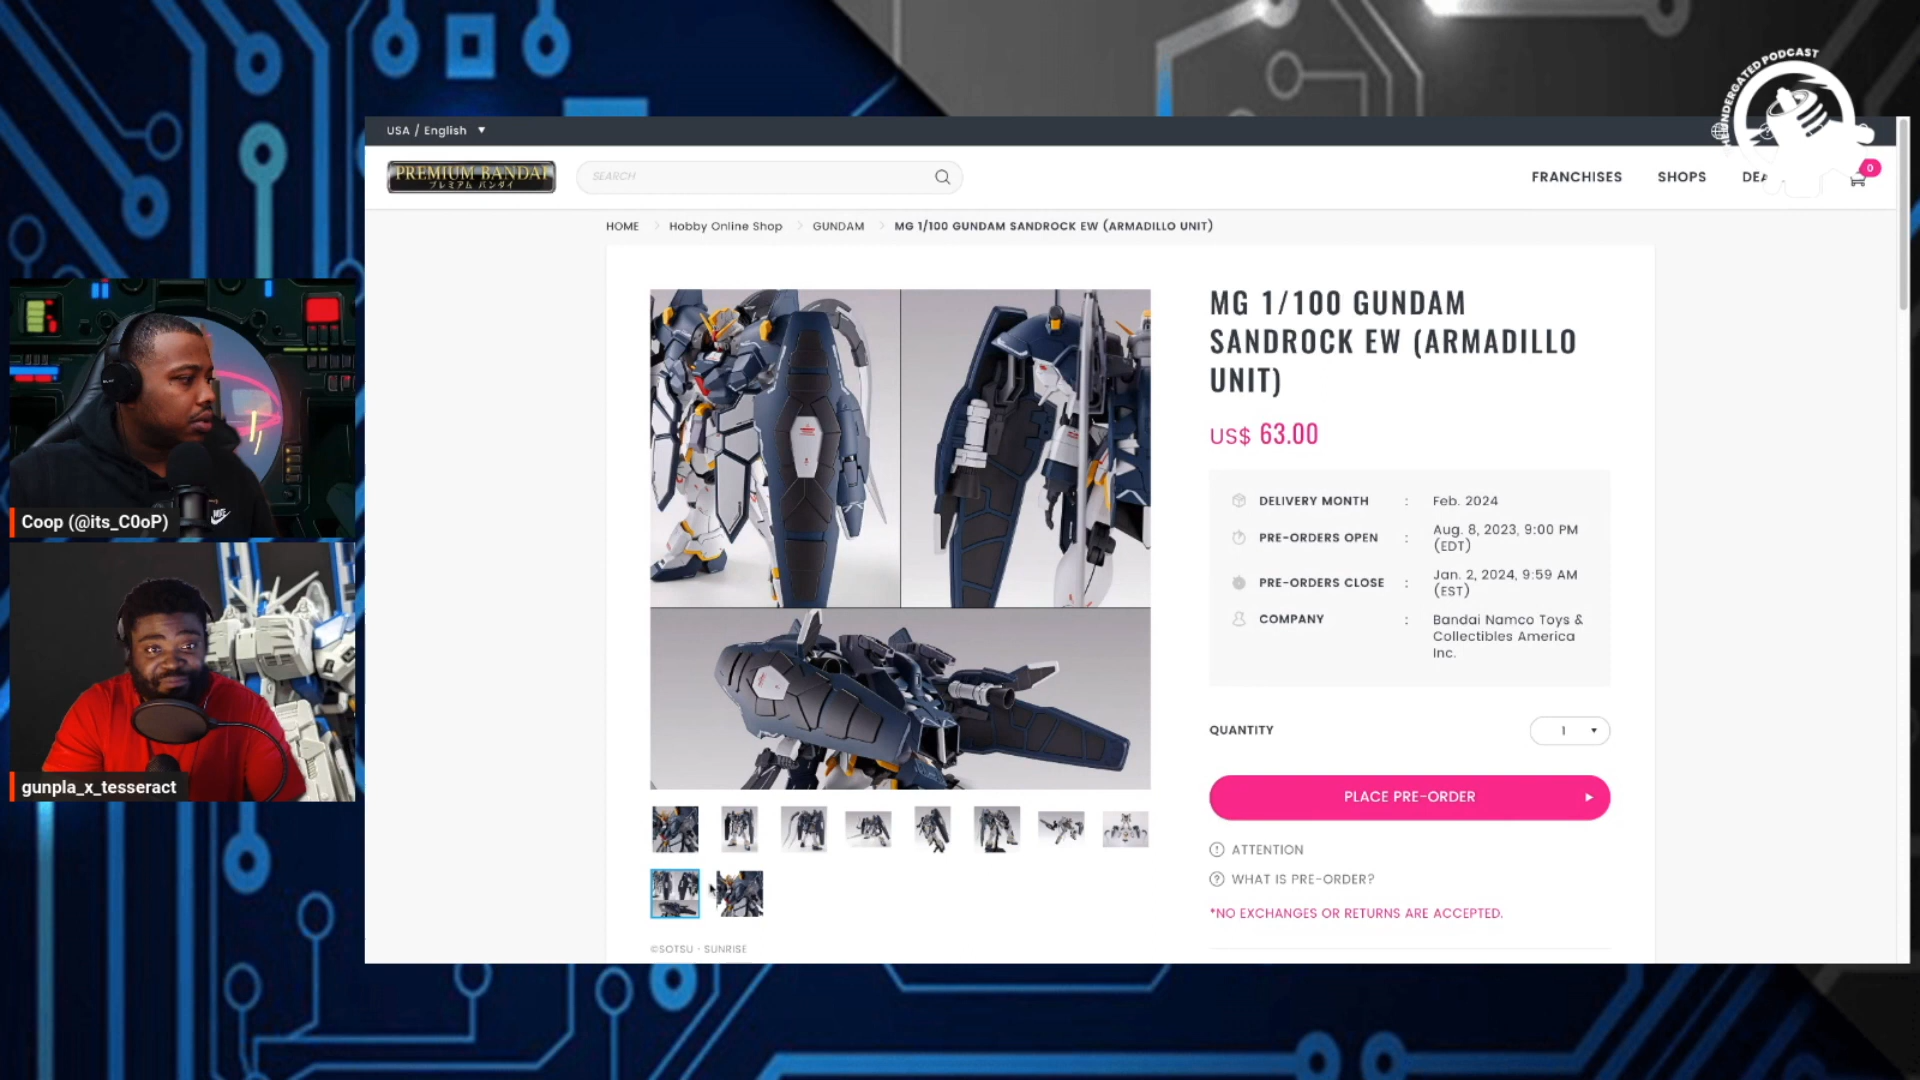 THE UNDERGATED PODCAST
USA / English
PREMIUM BANDAI
プレミアム バンダイ
SEARCH
FRANCHISES
SHOPS
0
HOME
Hobby Online Shop
GUNDAM
MG 1/100 GUNDAM SANDROCK EW (ARMADILLO UNIT)
MG 1/100 GUNDAM
SANDROCK EW (ARMADILLO
UNIT)
US$ 63.00
DELIVERY MONTH : Feb. 2024
PRE-ORDERS OPEN : Aug. 8, 2023, 9:00 PM
(EDT)
PRE-ORDERS CLOSE : Jan. 2, 2024, 9:59 AM
(EST)
COMPANY : Bandai Namco Toys &
Collectibles America
Inc.
QUANTITY
1
PLACE PRE-ORDER
ATTENTION
WHAT IS PRE-ORDER?
*NO EXCHANGES OR RETURNS ARE ACCEPTED.
©SOTSU・SUNRISE
Coop (@its_C0oP)
gunpla_x_tesseract